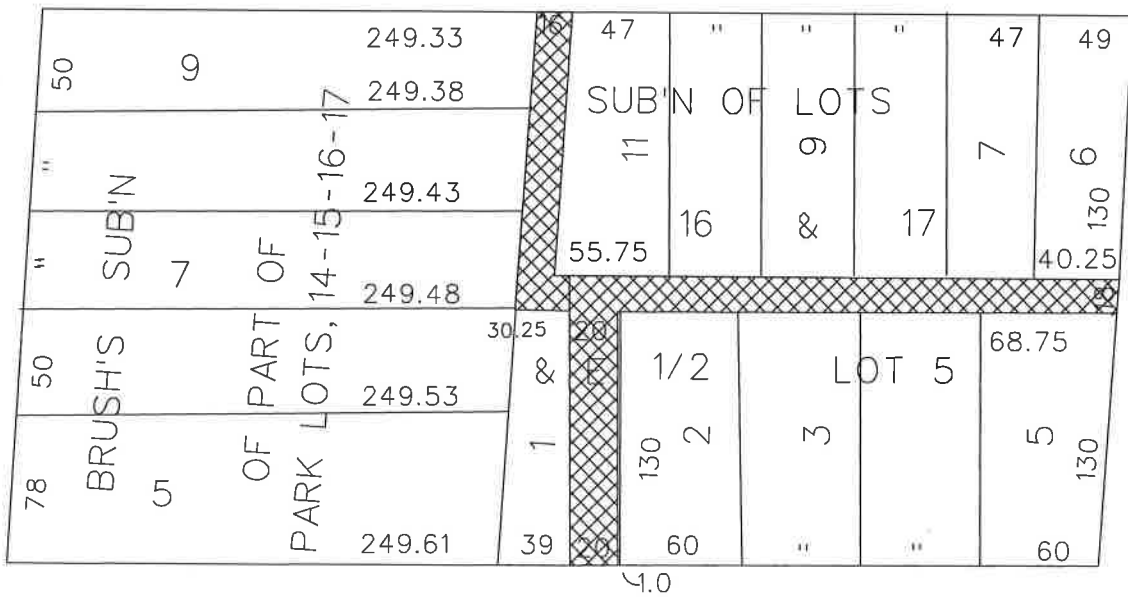 50 9 249.33
249.38
" 249.43
" 7 249.48
50 249.53
78 5 249.61
BRUSH'S SUB'N
OF PART OF
PARK LOTS, 14-15-16-17
16 47 " " " 47 49
SUB'N OF LOTS
11 9 7 6
16 & 17
130
55.75 40.25
18
30.25 20 68.75
& E 1/2 LOT 5
1 130 2 3 5 130
39 20 60 " " 60
1.0